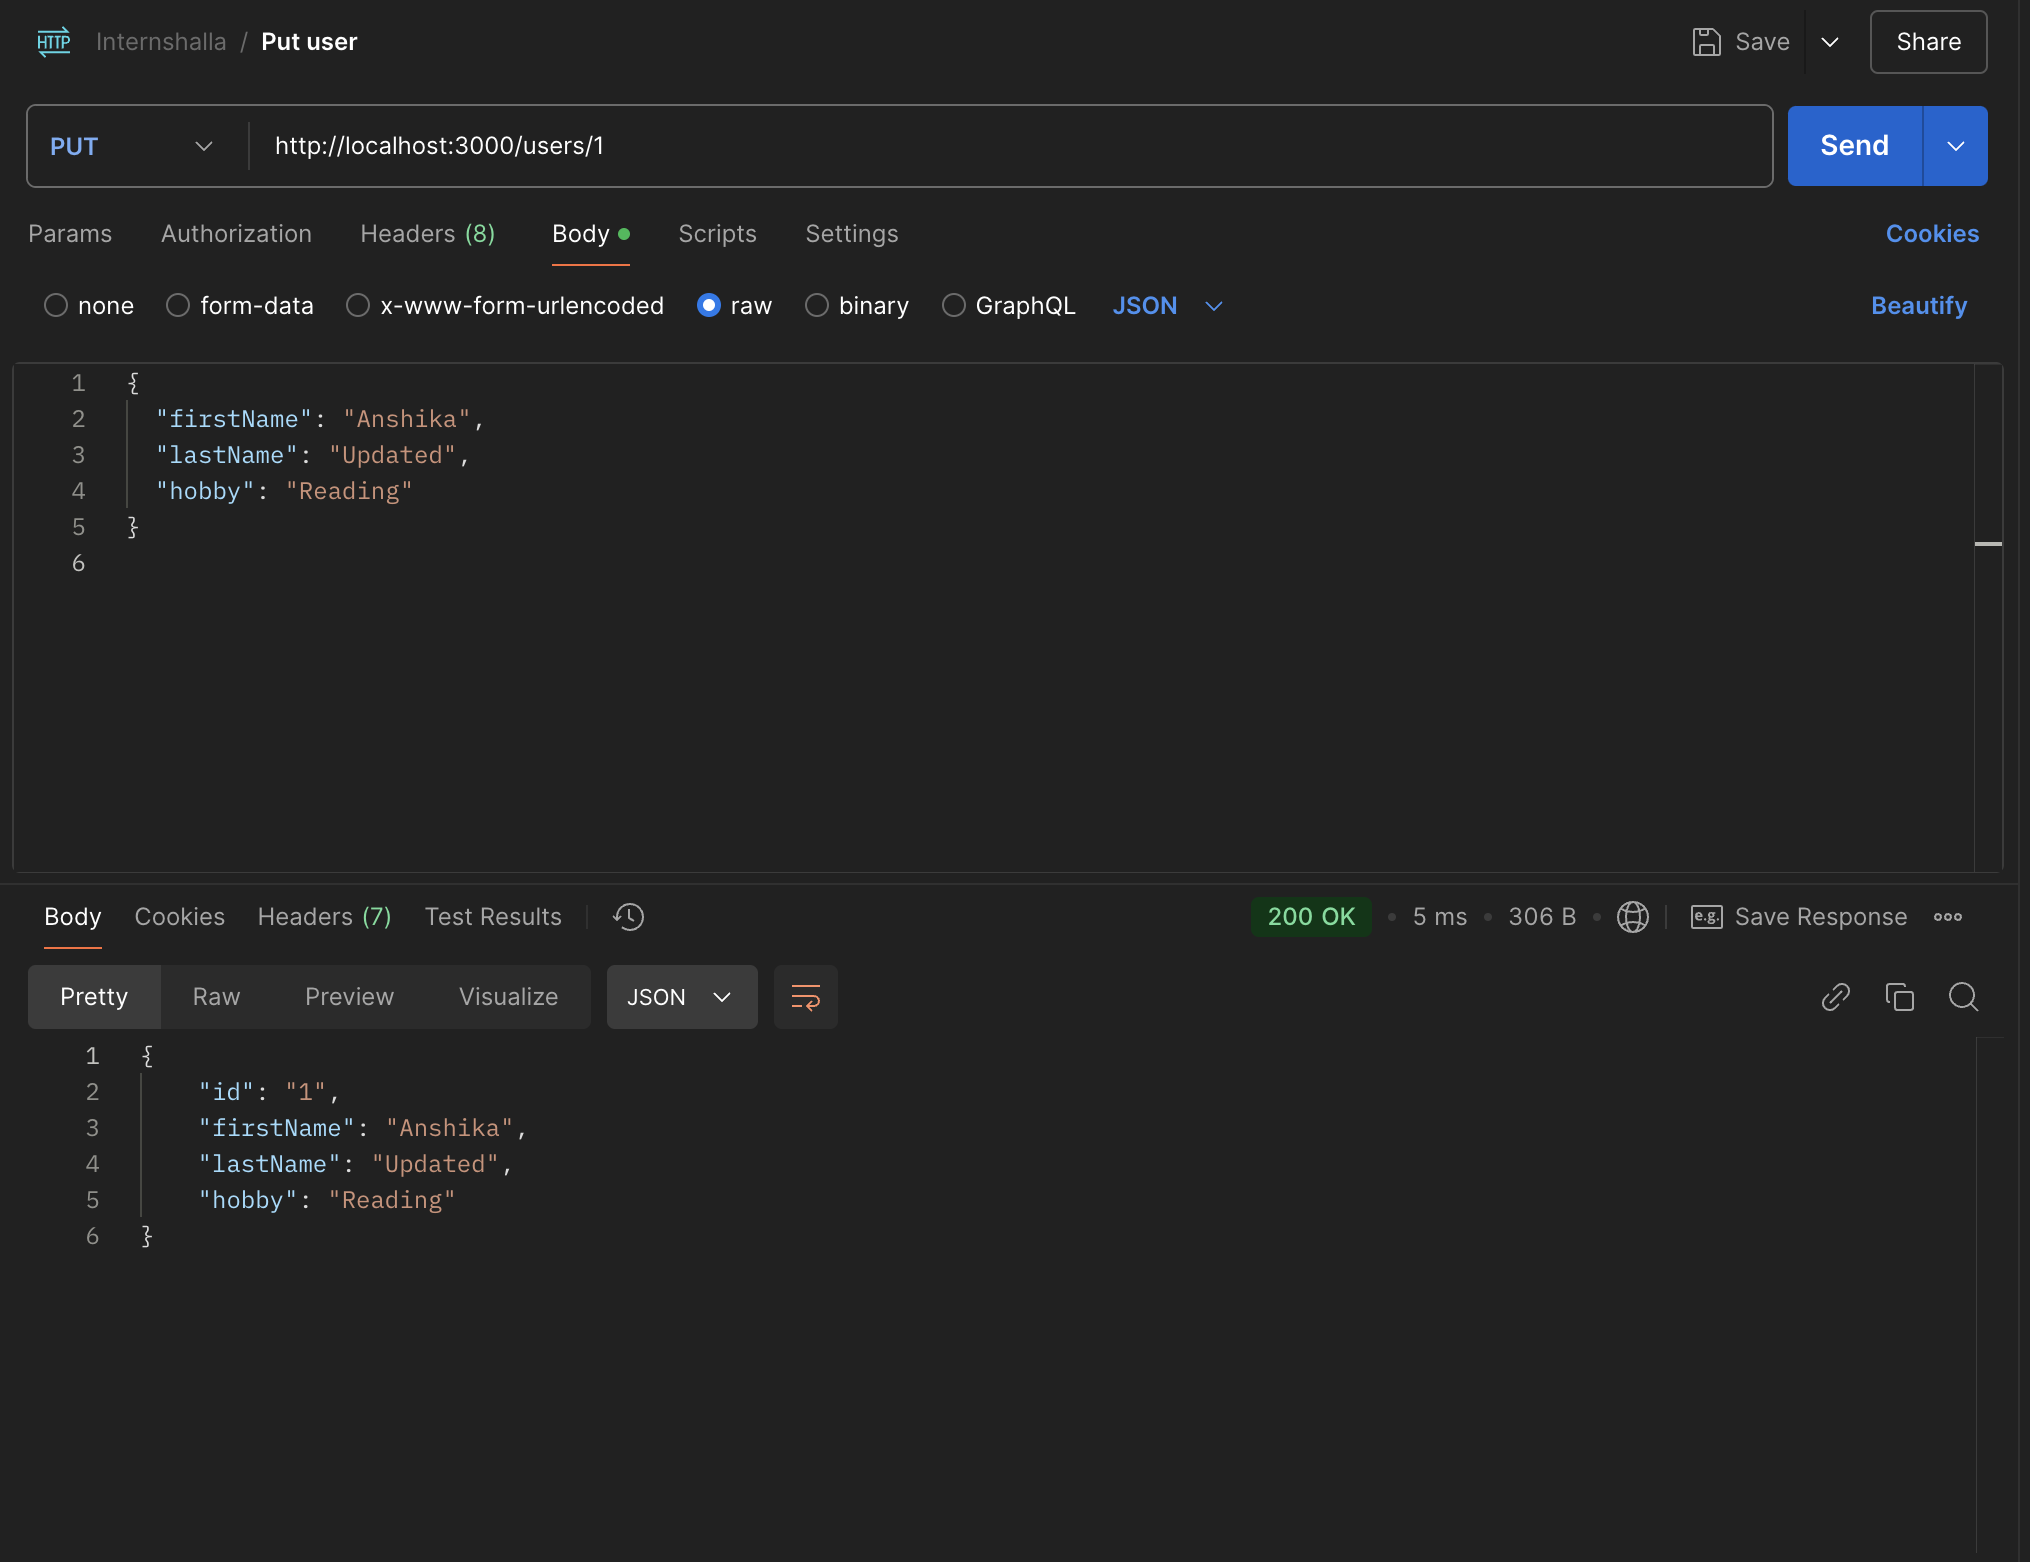 HTTP Internshalla / Put user Save Share
PUT http://localhost:3000/users/1 Send
Params Authorization Headers (8) Body Scripts Settings Cookies
none form-data x-www-form-urlencoded raw binary GraphQL JSON Beautify
1 {
2 "firstName": "Anshika",
3 "lastName": "Updated",
4 "hobby": "Reading"
5 }
6
Body Cookies Headers (7) Test Results 200 OK • 5 ms • 306 B • e.g. Save Response
Pretty Raw Preview Visualize JSON
1 {
2 "id": "1",
3 "firstName": "Anshika",
4 "lastName": "Updated",
5 "hobby": "Reading"
6 }